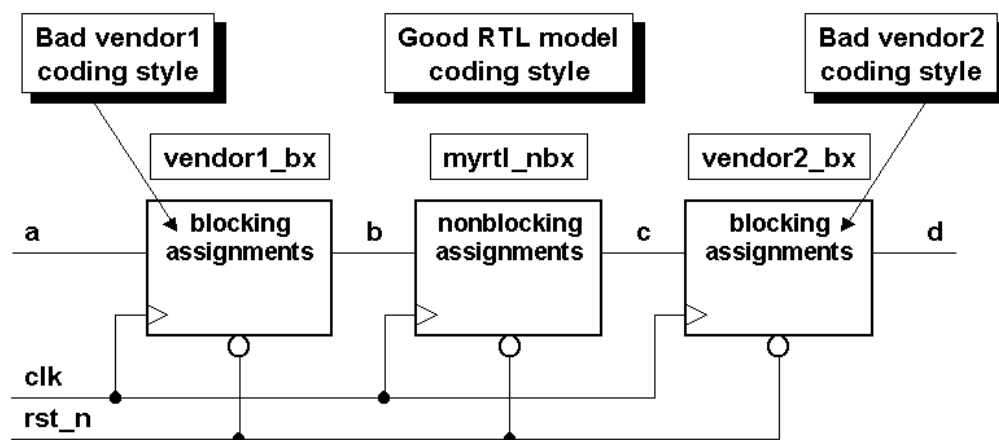 Bad vendor1
coding style
Good RTL model
coding style
Bad vendor2
coding style
vendor1_bx
myrtl_nbx
vendor2_bx
a
blocking
assignments
b
nonblocking
assignments
c
blocking
assignments
d
clk
rst_n